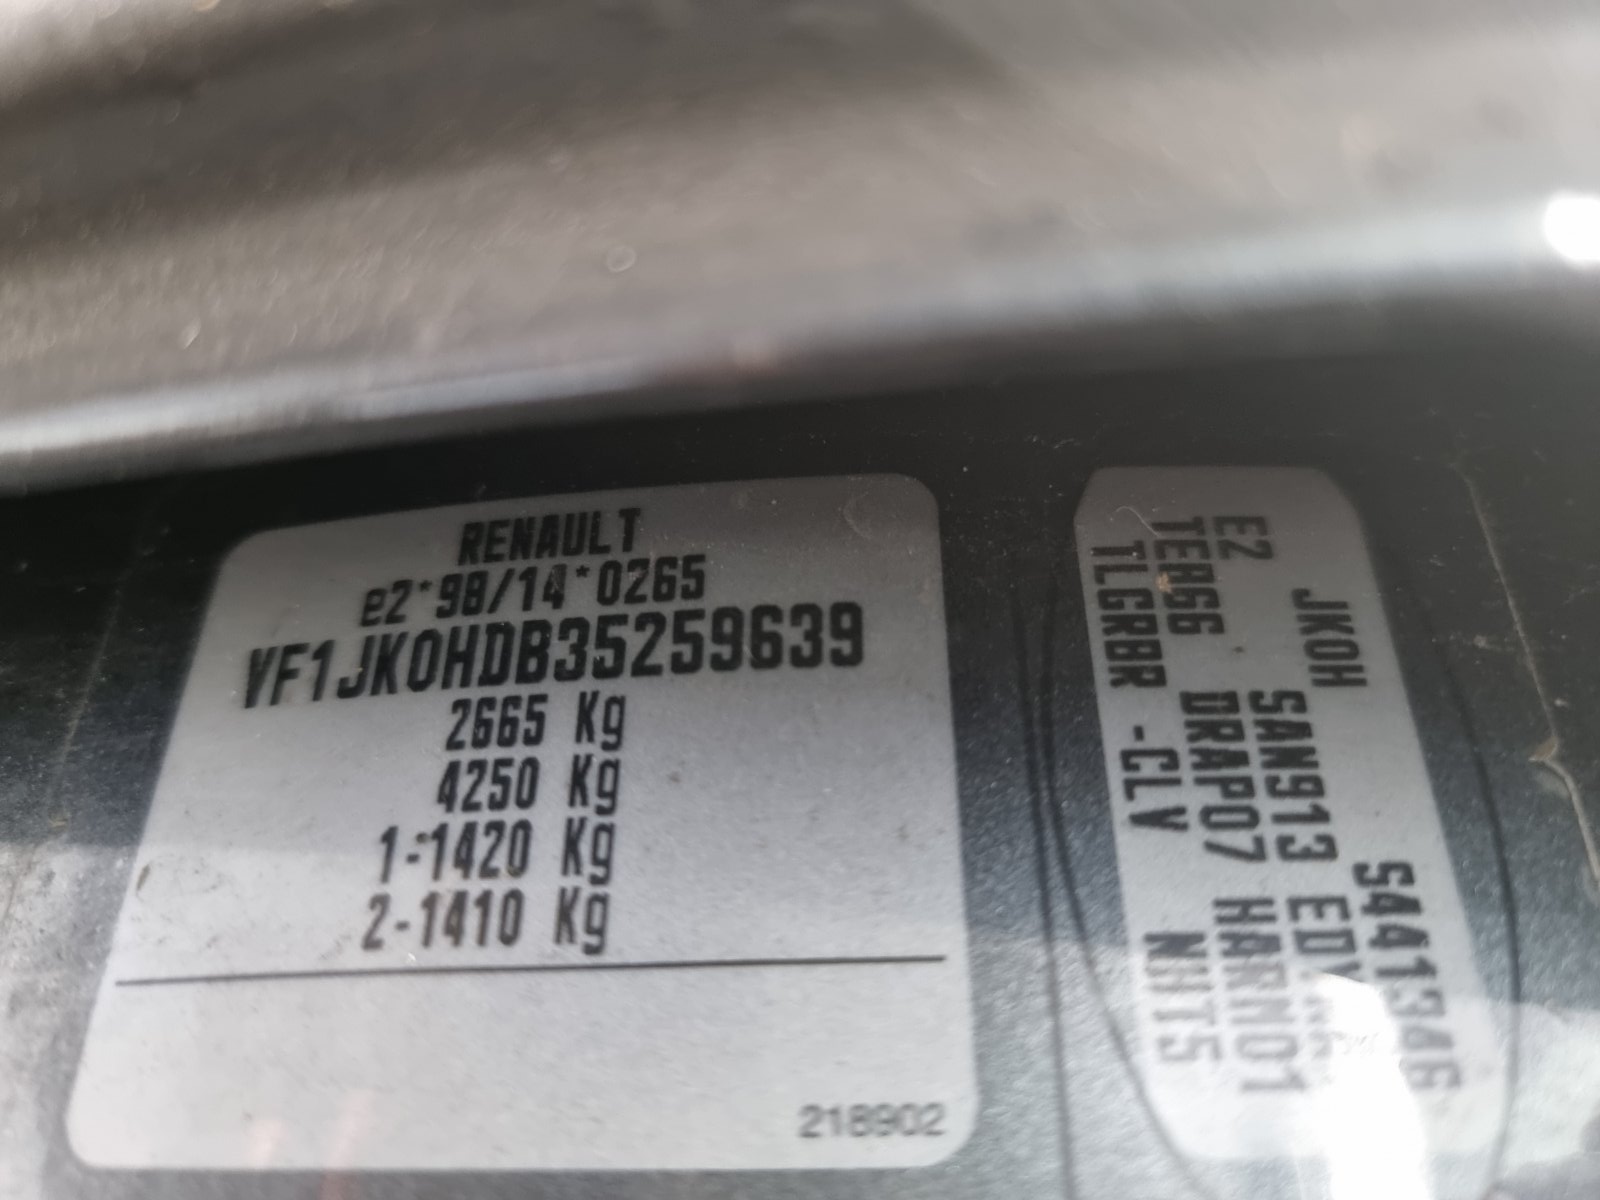 RENAULT
e2*98/14*0265
VF1JK0HDB35259639
2665 Kg
4250 Kg
1-1420 Kg
2-1410 Kg
218902
S441346
JK0H
E2 SAN913
TER66 DRAP07 HARM01
TLGRBR -CLV NHT5